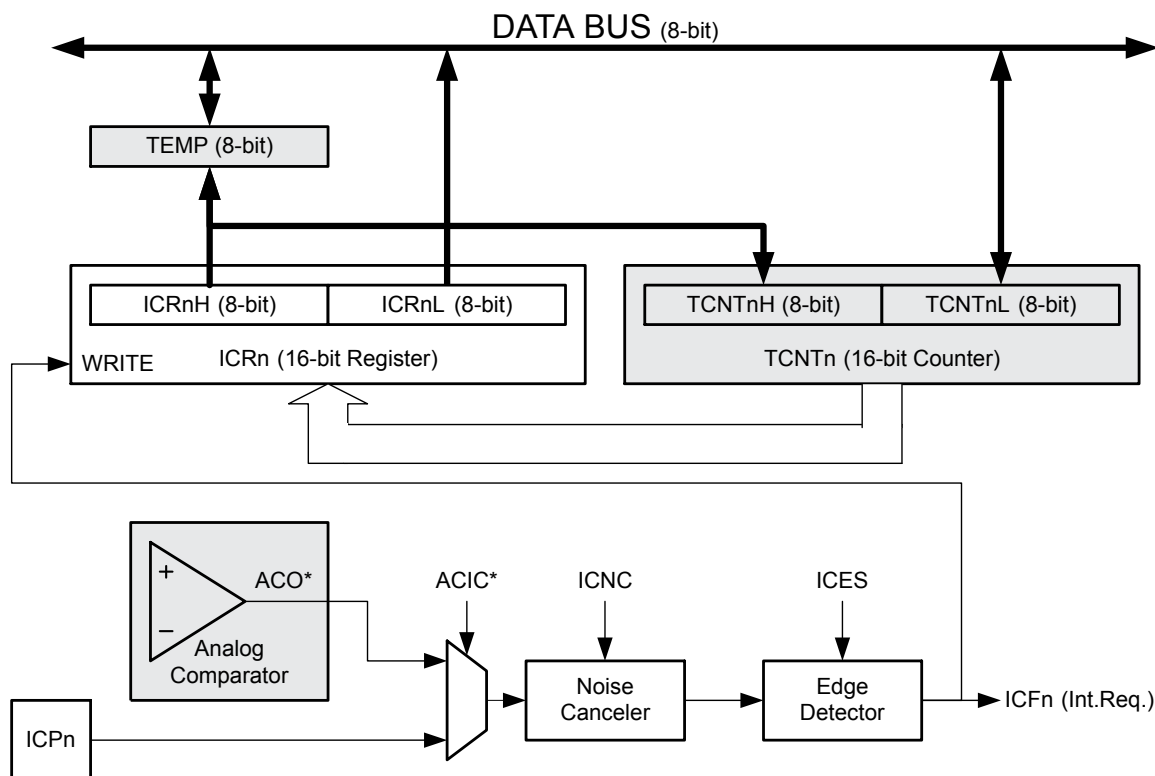 DATA BUS (8-bit)
TEMP (8-bit)
ICRnH (8-bit) ICRnL (8-bit) TCNTnH (8-bit) TCNTnL (8-bit)
WRITE ICRn (16-bit Register) TCNTn (16-bit Counter)
+ ACO* ACIC* ICNC ICES
−
Analog
Comparator
Noise
Canceler
Edge
Detector
ICFn (Int.Req.)
ICPn